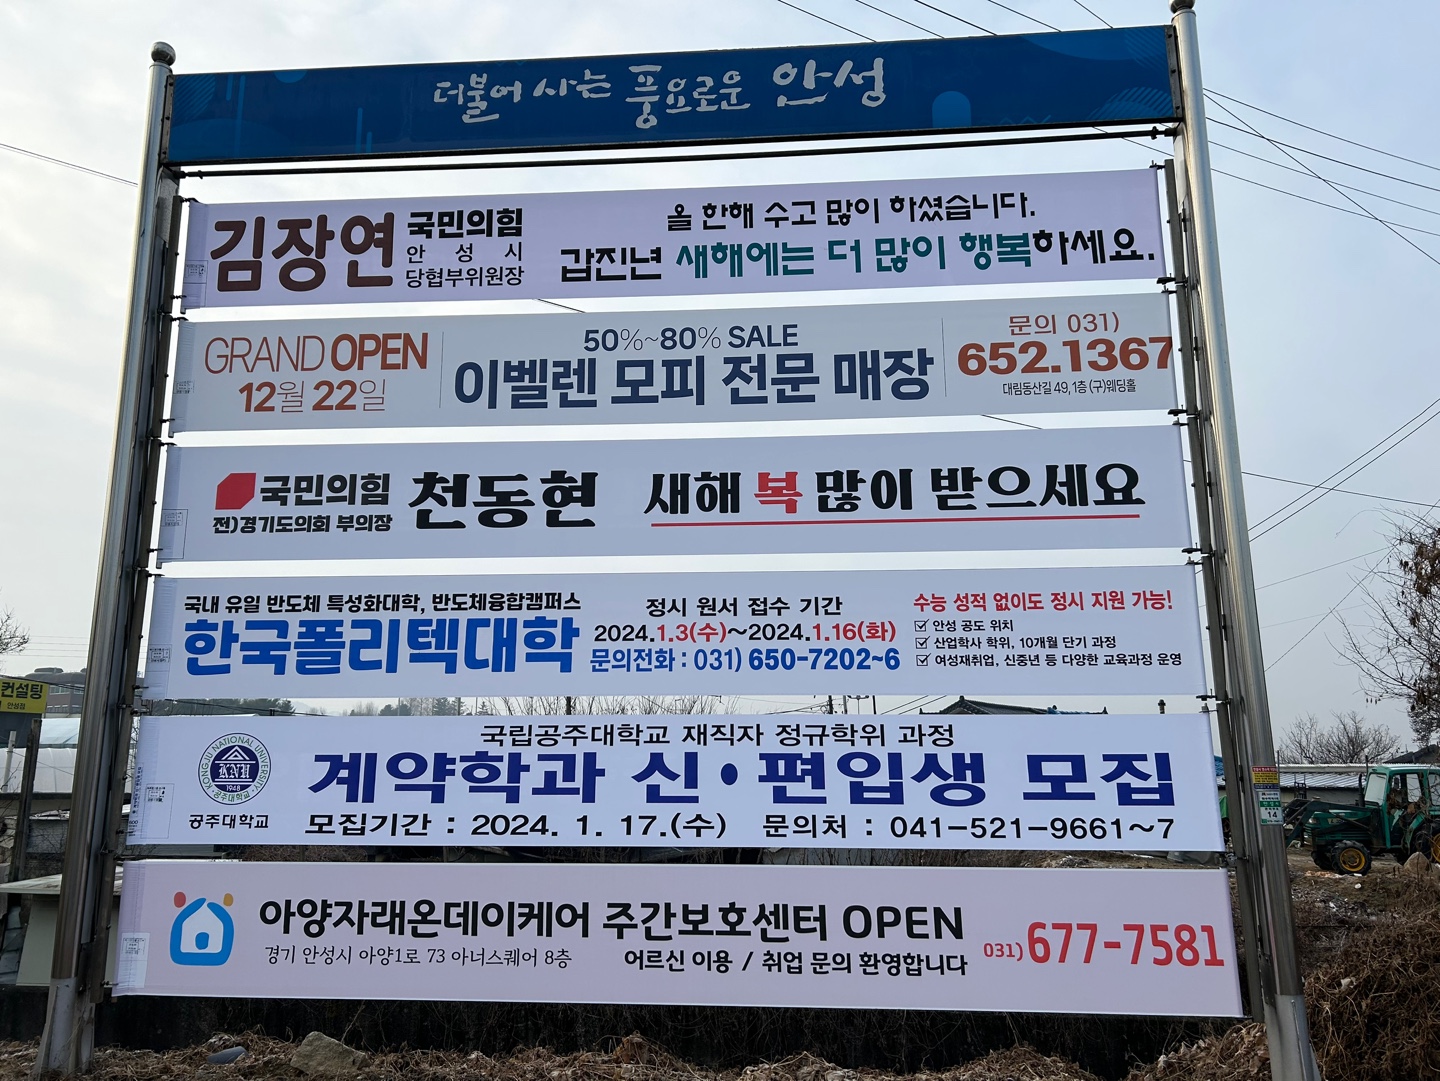 더불어 사는 풍요로운 안성
김장연
국민의힘
안성시
당협부위원장
올 한해 수고 많이 하셨습니다.
갑진년 새해에는 더 많이 행복하세요.
GRAND OPEN
12월 22일
50%~80% SALE
이벨렌 모피 전문 매장
문의 031)
652.1367
대림동산길 49, 1층 (구)웨딩홀
국민의힘
전)경기도의회 부의장
천동현
새해 복 많이 받으세요
국내 유일 반도체 특성화대학, 반도체융합캠퍼스
한국폴리텍대학
정시 원서 접수 기간
2024.1.3(수)~2024.1.16(화)
문의전화 : 031) 650-7202~6
수능 성적 없이도 정시 지원 가능!
안성 공도 위치
산업학사 학위, 10개월 단기 과정
여성재취업, 신중년 등 다양한 교육과정 운영
KONGJU NATIONAL UNIVERSITY
KNU
1948
공주대학교
공주대학교
국립공주대학교 재직자 정규학위 과정
계약학과 신·편입생 모집
모집기간 : 2024. 1. 17.(수) 문의처 : 041-521-9661~7
아양자래온데이케어 주간보호센터 OPEN
경기 안성시 아양1로 73 아너스퀘어 8층
어르신 이용 / 취업 문의 환영합니다
031) 677-7581
컨설팅
안성점
14